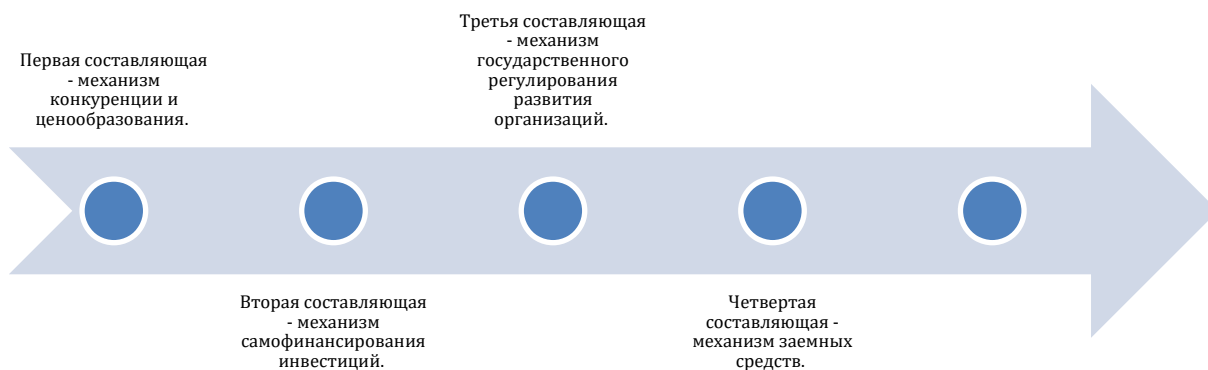 Первая составляющая
- механизм
конкуренции и
ценообразования.
Вторая составляющая
- механизм
самофинансирования
инвестиций.
Третья составляющая
- механизм
государственного
регулирования
развития
организаций.
Четвертая
составляющая -
механизм заемных
средств.